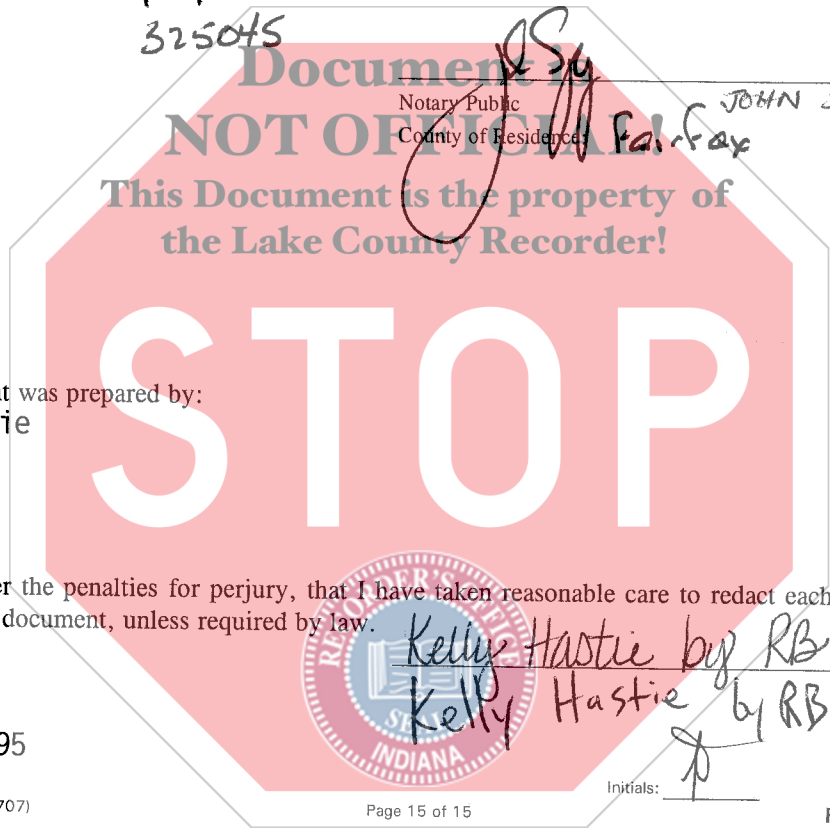 325045
Document is
NOT OFFICIAL!
This Document is the property of
the Lake County Recorder!
Notary Public JOHN
County of Residence: Fairfax
STOP
was prepared by:
ie
the penalties for perjury, that I have taken reasonable care to redact each
document, unless required by law.
Kelly Hastie by RB
Kelly Hastie by RB
RECORDER'S OFFICE
SEAL
INDIANA
95
707)
Page 15 of 15
Initials: